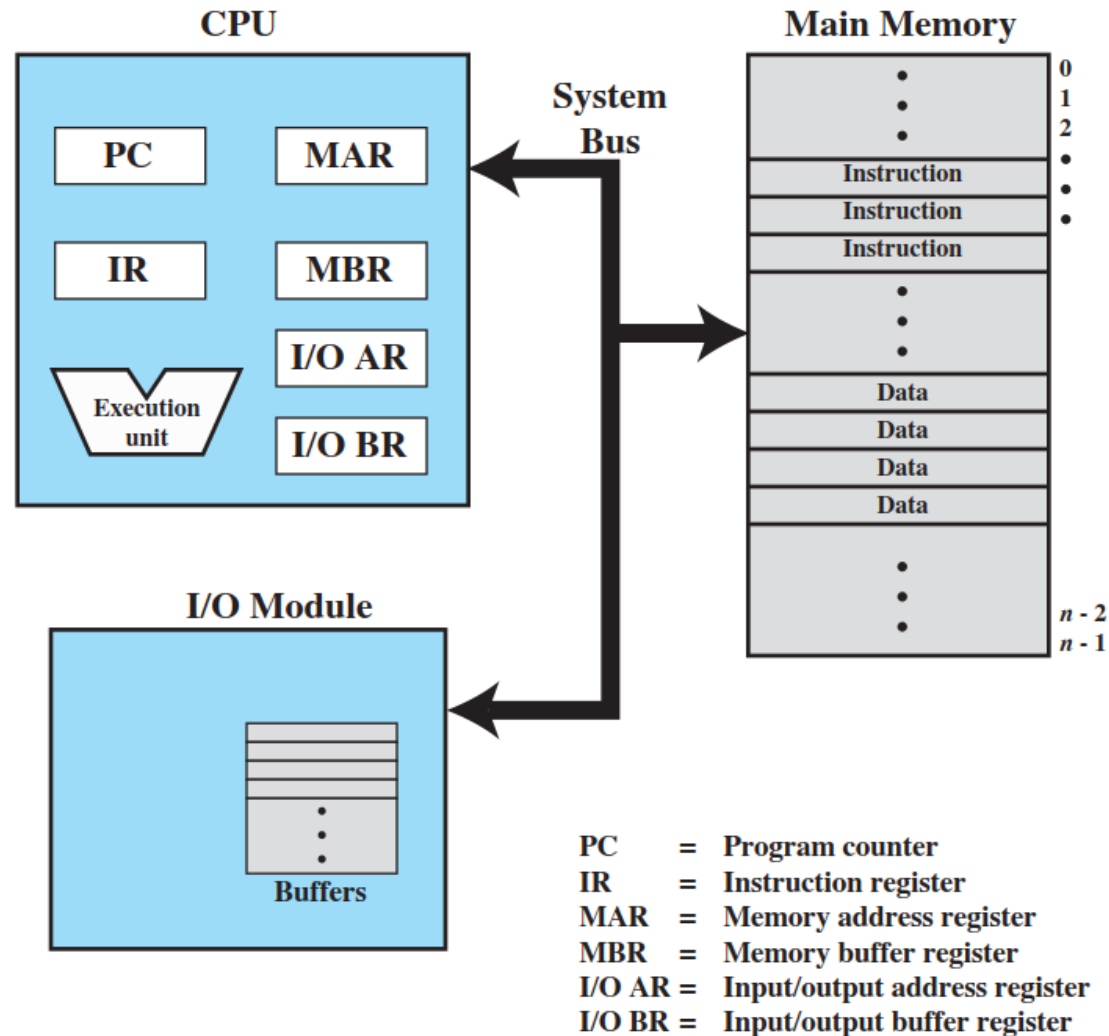 CPU
PC
MAR
IR
MBR
I/O AR
I/O BR
Execution
unit
System
Bus
Main Memory
0
1
2
Instruction
Instruction
Instruction
Data
Data
Data
Data
n - 2
n - 1
I/O Module
Buffers
PC = Program counter
IR = Instruction register
MAR = Memory address register
MBR = Memory buffer register
I/O AR = Input/output address register
I/O BR = Input/output buffer register